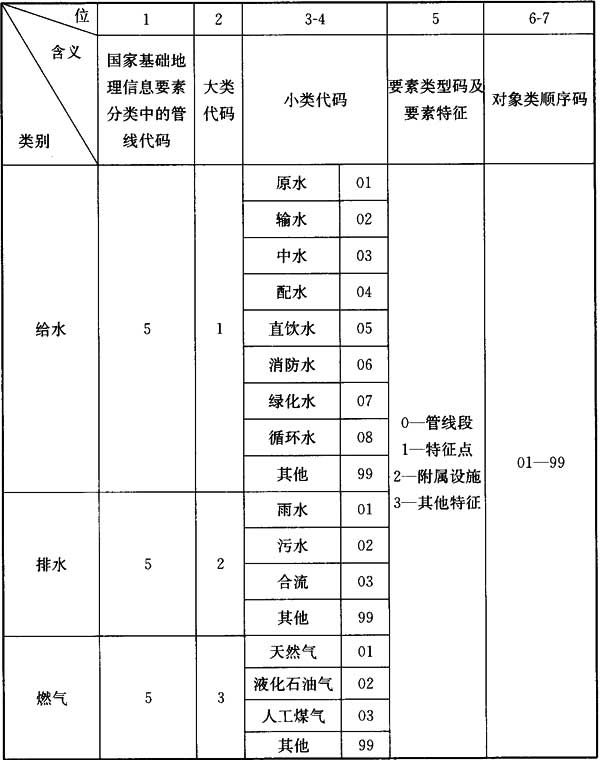 位 1 2 3-4 5 6-7
含义
类别
国家基础地
理信息要素
分类中的管
线代码
大类
代码
小类代码
要素类型码及
要素特征
对象类顺序码
给水 5 1
原水 01
输水 02
中水 03
配水 04
直饮水 05
消防水 06
绿化水 07
循环水 08
其他 99
排水 5 2
雨水 01
污水 02
合流 03
其他 99
燃气 5 3
天然气 01
液化石油气 02
人工煤气 03
其他 99
0—管线段
1—特征点
2—附属设施
3—其他特征
01—99